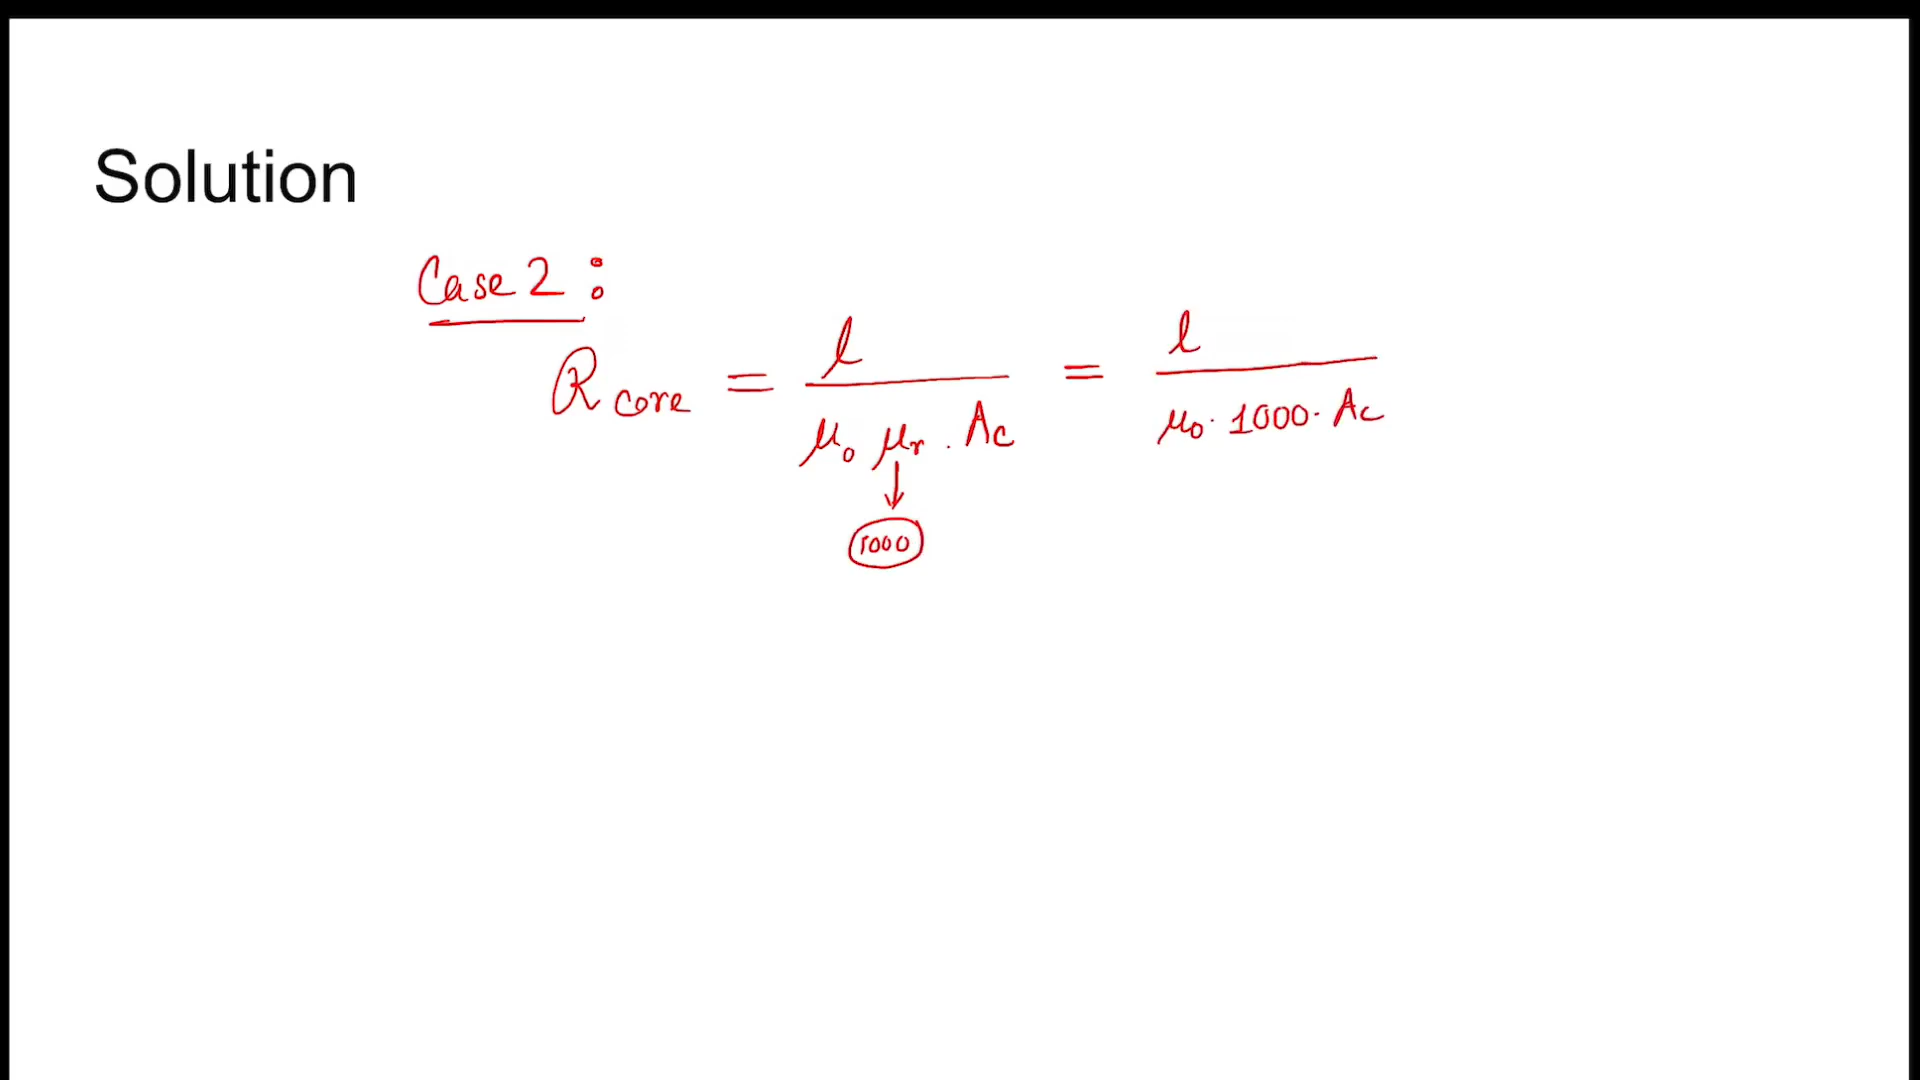 Solution
Case 2 :
R core = l / μ₀ μᵣ . Ac = l / μ₀ . 1000 . Ac
↓
1000